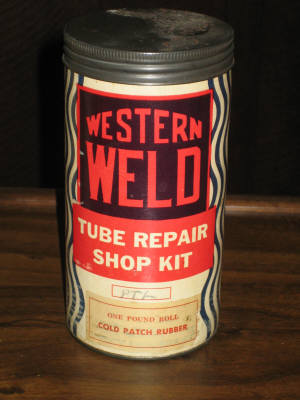 WESTERN
WELD
TUBE REPAIR
SHOP KIT
ONE POUND ROLL
COLD PATCH RUBBER